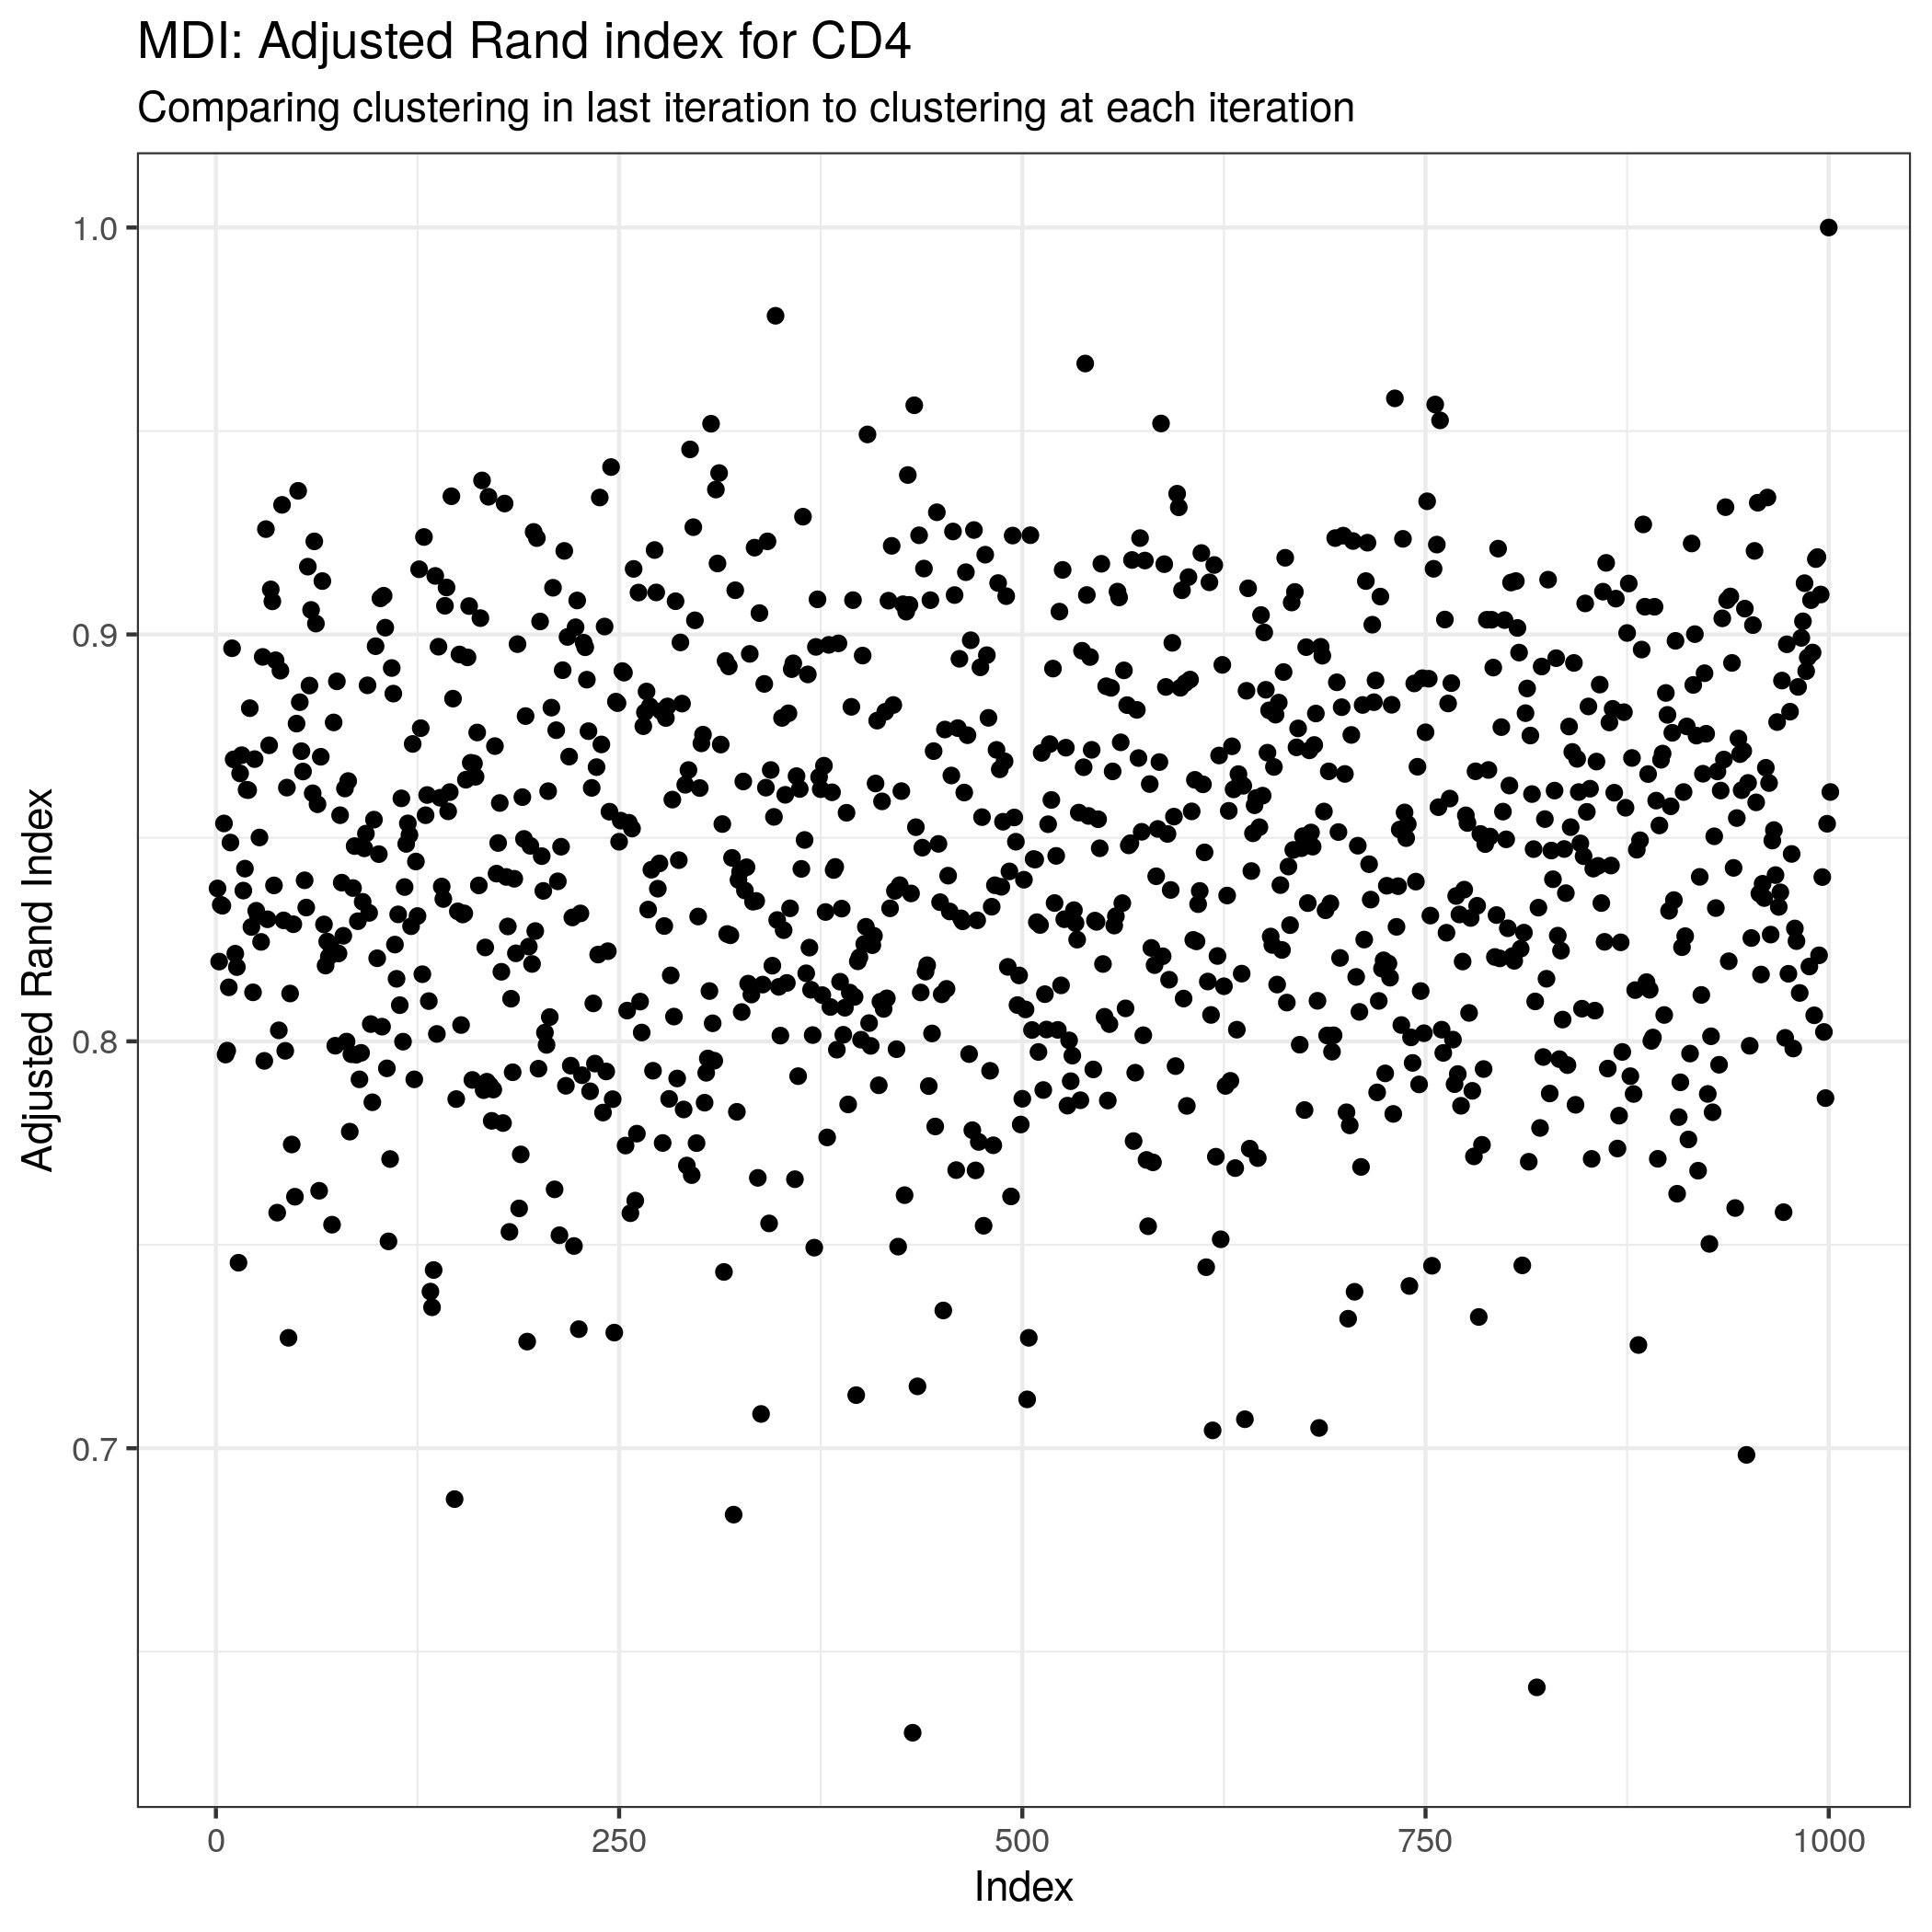 MDI: Adjusted Rand index for CD4
Comparing clustering in last iteration to clustering at each iteration
Adjusted Rand Index
1.0
0.9
0.8
0.7
0
250
500
750
1000
Index